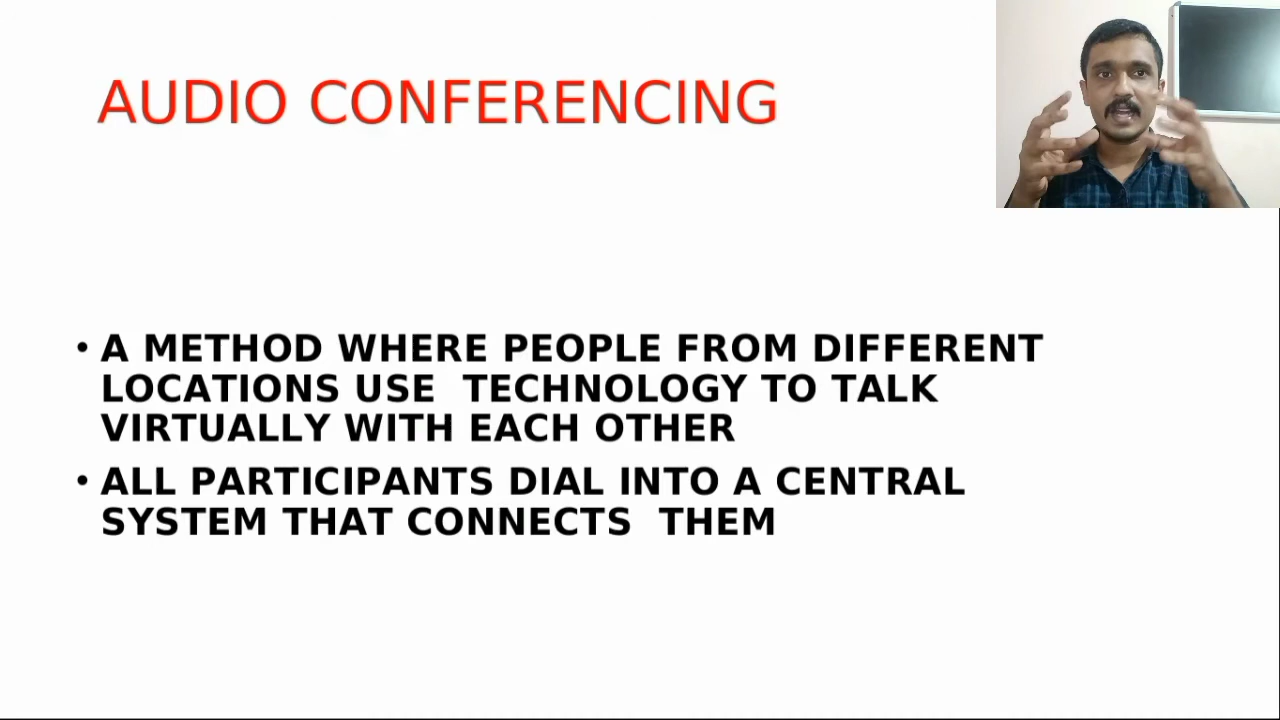 AUDIO CONFERENCING
• A METHOD WHERE PEOPLE FROM DIFFERENT
LOCATIONS USE  TECHNOLOGY TO TALK
VIRTUALLY WITH EACH OTHER
• ALL PARTICIPANTS DIAL INTO A CENTRAL
SYSTEM THAT CONNECTS  THEM